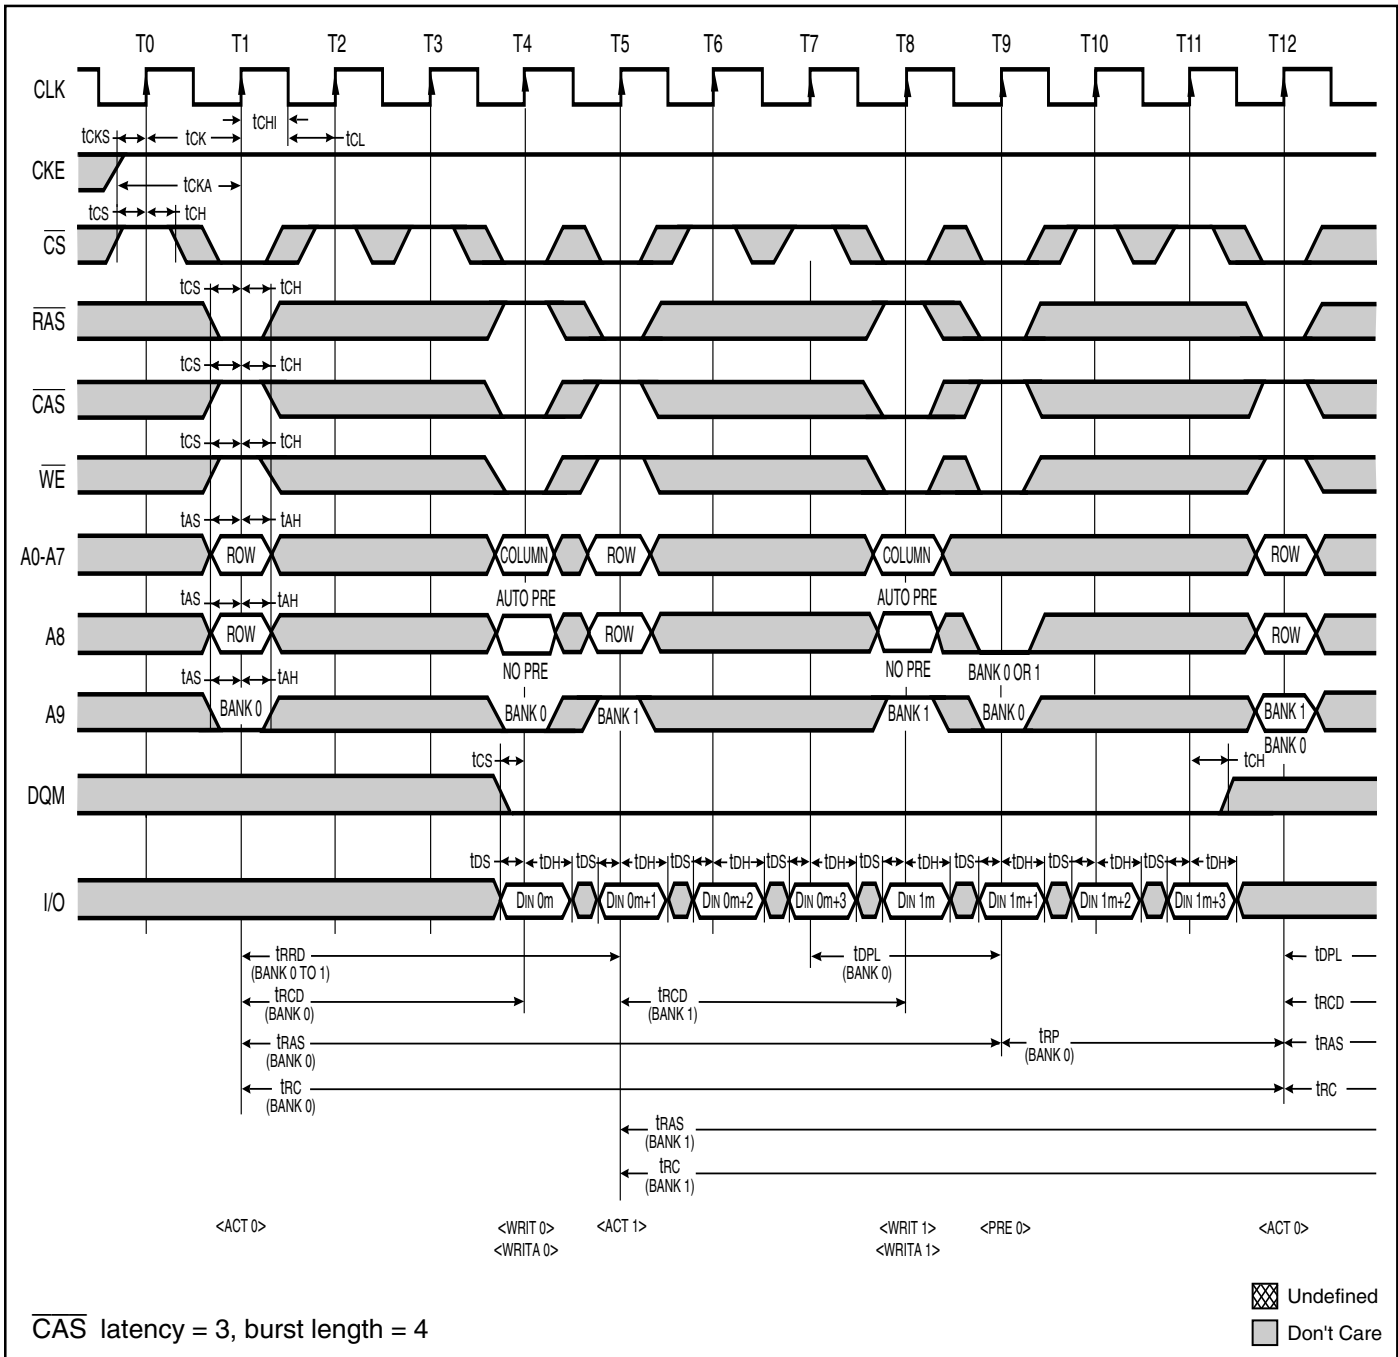 T0 T1 T2 T3 T4 T5 T6 T7 T8 T9 T10 T11 T12
CLK
tCKS tCK tCHI tCL
CKE
tCKA
tCS tCH
CS
tCS tCH
RAS
tCS tCH
CAS
tCS tCH
WE
tAS tAH
A0-A7 ROW COLUMN ROW COLUMN ROW
tAS tAH AUTO PRE AUTO PRE
A8 ROW ROW ROW
NO PRE NO PRE BANK 0 OR 1
tAS tAH
A9 BANK 0 BANK 0 BANK 1 BANK 1 BANK 0 BANK 1
BANK 0
tCS tCH
DQM
tDS tDH tDS tDH tDS tDH tDS tDH tDS tDH tDS tDH tDS tDH tDS tDH
I/O DIN 0m DIN 0m+1 DIN 0m+2 DIN 0m+3 DIN 1m DIN 1m+1 DIN 1m+2 DIN 1m+3
tRRD tDPL tDPL
(BANK 0 TO 1) (BANK 0)
tRCD tRCD tRCD
(BANK 0) (BANK 1)
tRAS tRP tRAS
(BANK 0) (BANK 0)
tRC tRC
(BANK 0)
tRAS
(BANK 1)
tRC
(BANK 1)
<ACT 0> <WRIT 0> <ACT 1> <WRIT 1> <PRE 0> <ACT 0>
<WRITA 0> <WRITA 1>
Undefined
CAS latency = 3, burst length = 4
Don't Care